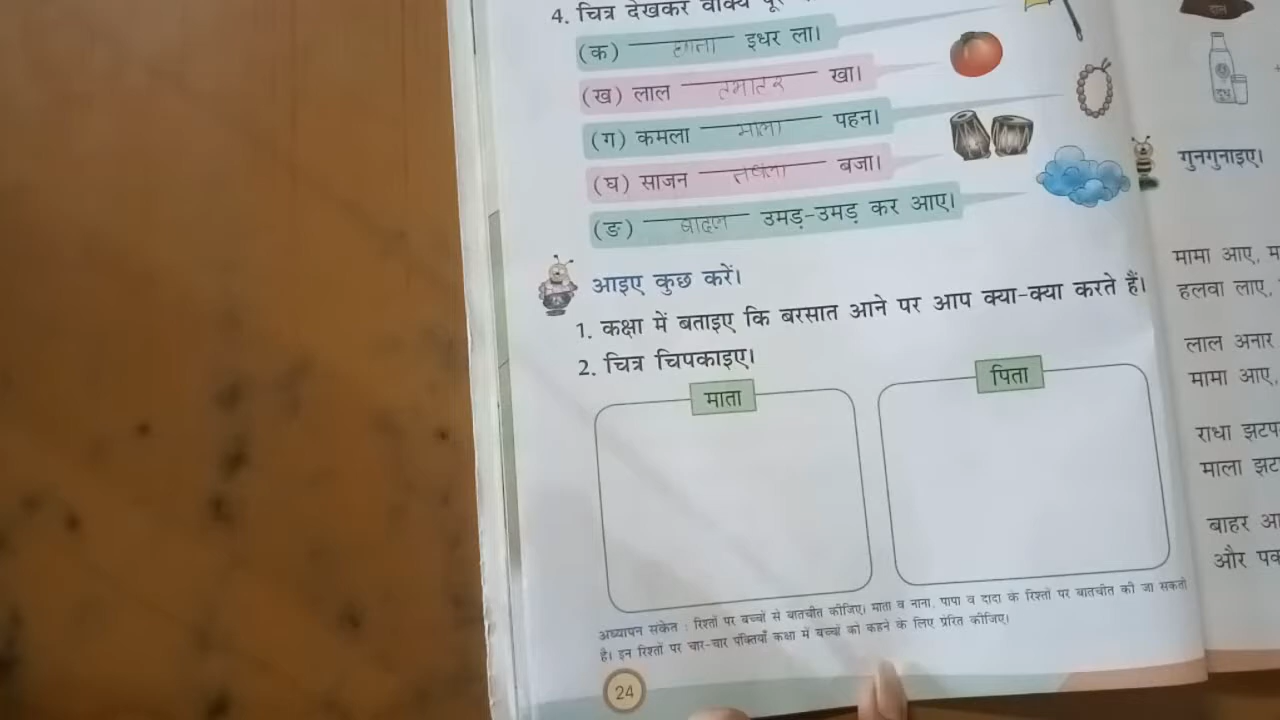 4. चित्र देखकर वाक्य
(क) छाता इधर ला।
(ख) लाल टमाटर खा।
(ग) कमला माला पहन।
(घ) साजन तबला बजा।
(ङ) बादल उमड़-उमड़ कर आए।
आइए कुछ करें।
1. कक्षा में बताइए कि बरसात आने पर आप क्या-क्या करते हैं।
2. चित्र चिपकाइए।
माता
पिता
अध्यापन संकेत : रिश्तों पर बच्चों से बातचीत कीजिए। माता व नाना, पापा व दादा के रिश्तों पर बातचीत की जा सकती
है। इन रिश्तों पर चार-चार पंक्तियाँ कक्षा में बच्चों को कहने के लिए प्रेरित कीजिए।
24
दूध
गुनगुनाइए।
मामा आए,
हलवा लाए,
लाल अनार
मामा आए,
राधा
माला
बाहर
और